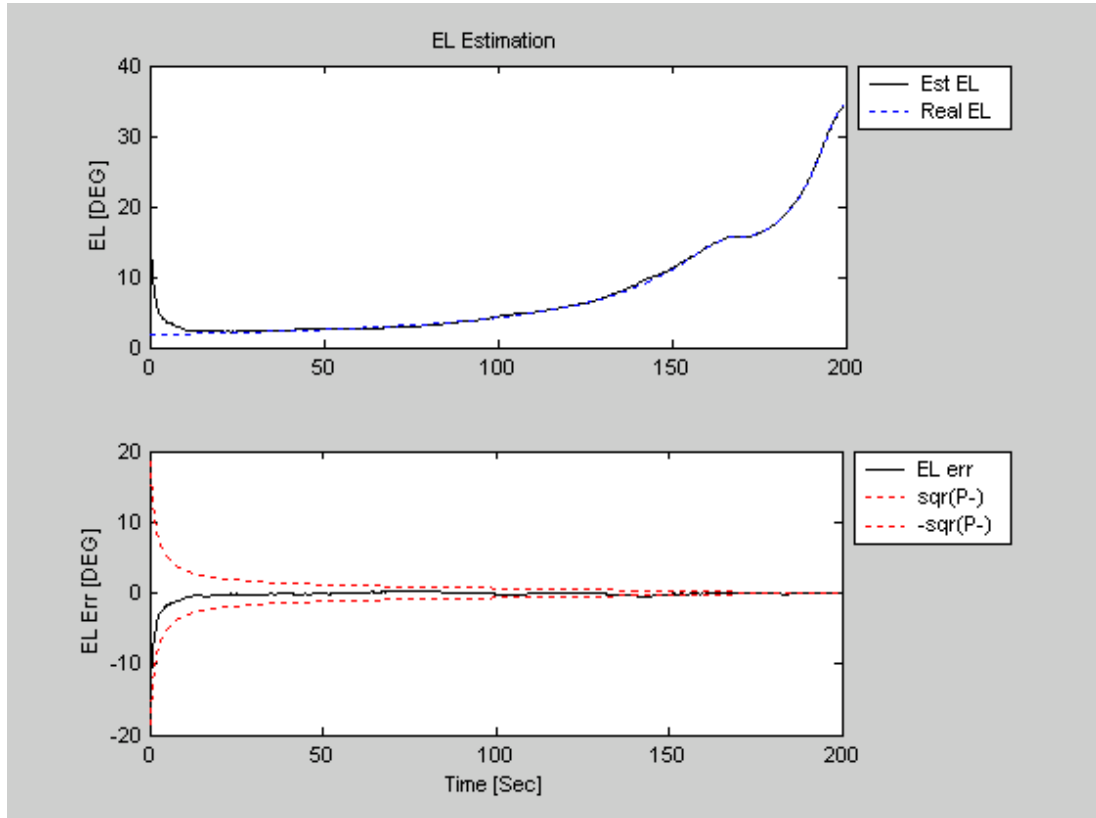 EL Estimation
40
30
20
10
0
EL [DEG]
0 50 100 150 200
Est EL
Real EL
20
10
0
-10
-20
EL Err [DEG]
0 50 100 150 200
Time [Sec]
EL err
sqr(P-)
-sqr(P-)